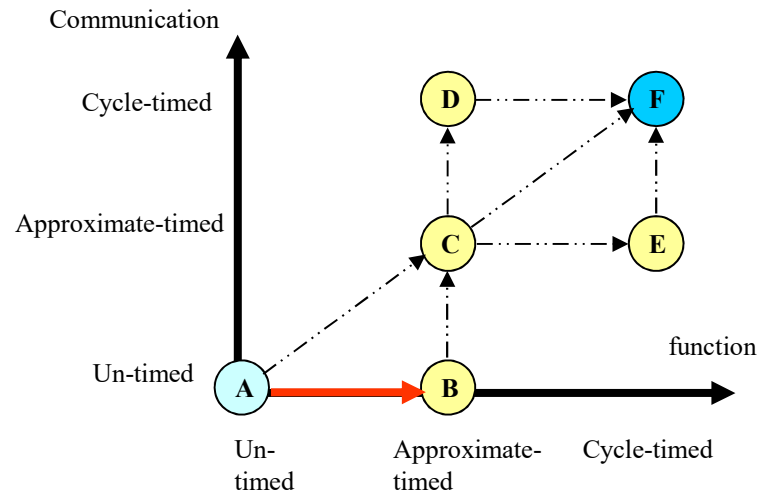 Communication
Cycle-timed
D
F
Approximate-timed
C
E
function
Un-timed
A
B
Un-
timed
Approximate-
timed
Cycle-timed